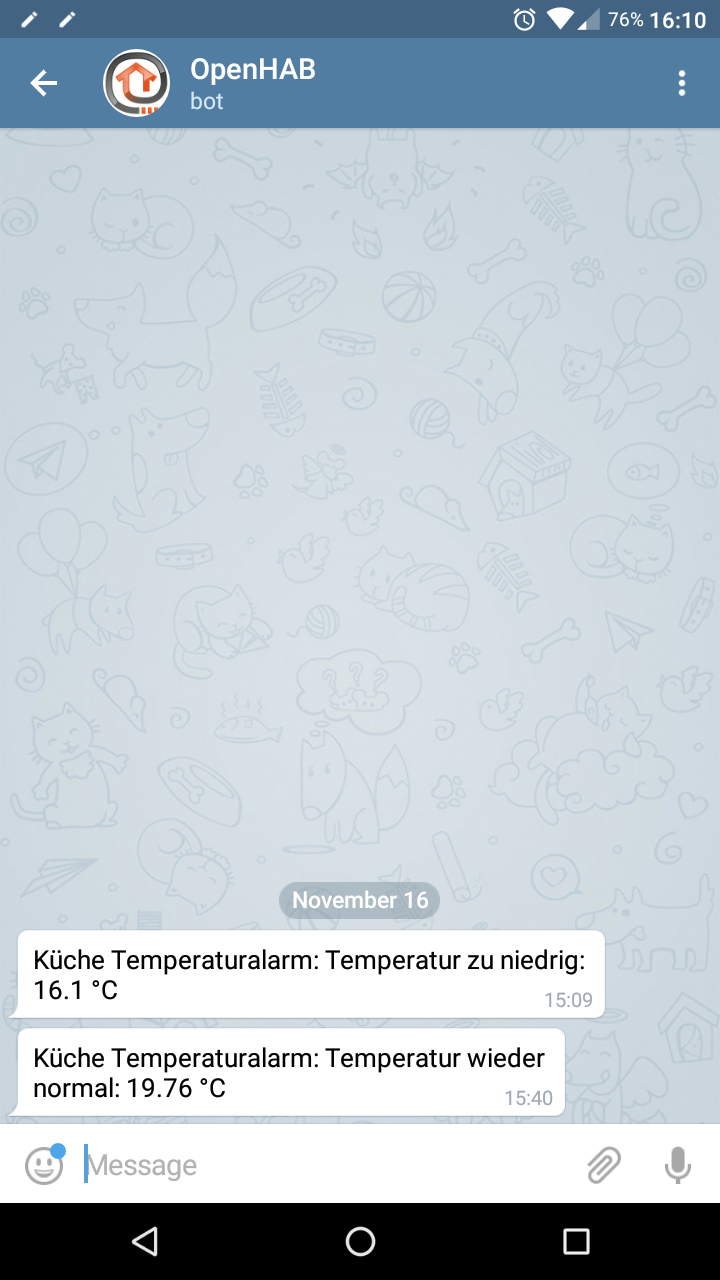 76% 16:10
OpenHAB
bot
November 16
Küche Temperaturalarm: Temperatur zu niedrig:
16.1 °C
15:09
Küche Temperaturalarm: Temperatur wieder
normal: 19.76 °C
15:40
Message